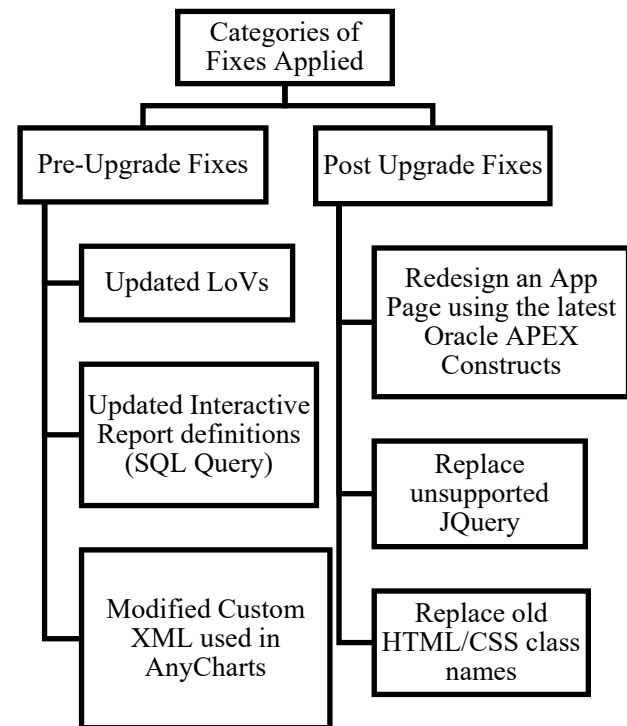 Categories of
Fixes Applied
Pre-Upgrade Fixes
Post Upgrade Fixes
Updated LoVs
Updated Interactive
Report definitions
(SQL Query)
Modified Custom
XML used in
AnyCharts
Redesign an App
Page using the latest
Oracle APEX
Constructs
Replace
unsupported
JQuery
Replace old
HTML/CSS class
names